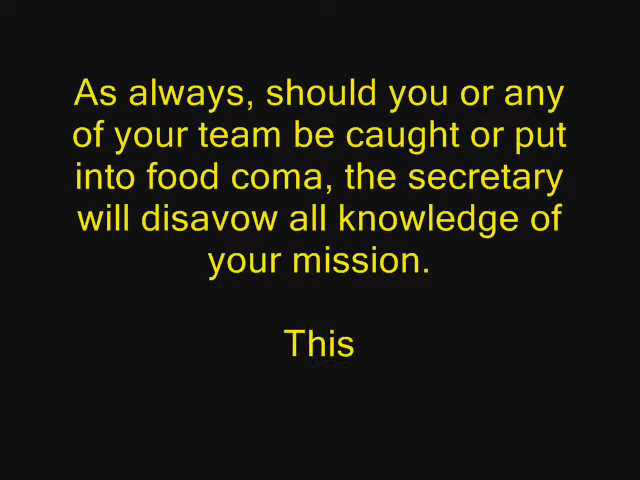 As always, should you or any
of your team be caught or put
into food coma, the secretary
will disavow all knowledge of
your mission.
This